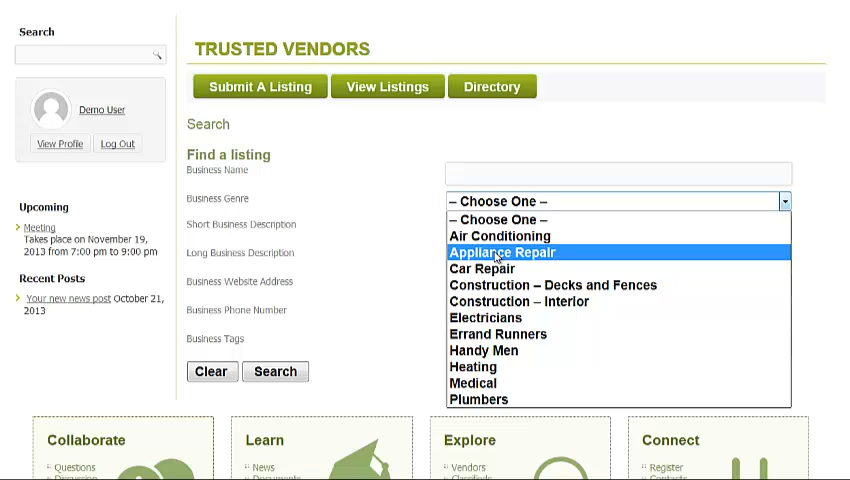 Search
Demo User
View Profile
Log Out
Upcoming
Meeting
Takes place on November 19,
2013 from 7:00 pm to 9:00 pm
Recent Posts
Your new news post October 21,
2013
TRUSTED VENDORS
Submit A Listing
View Listings
Directory
Search
Find a listing
Business Name
Business Genre
Short Business Description
Long Business Description
Business Website Address
Business Phone Number
Business Tags
Clear
Search
– Choose One –
– Choose One –
Air Conditioning
Appliance Repair
Car Repair
Construction – Decks and Fences
Construction – Interior
Electricians
Errand Runners
Handy Men
Heating
Medical
Plumbers
Collaborate
Questions
Discussion
Learn
News
Documents
Explore
Vendors
Classifieds
Connect
Register
Contacts